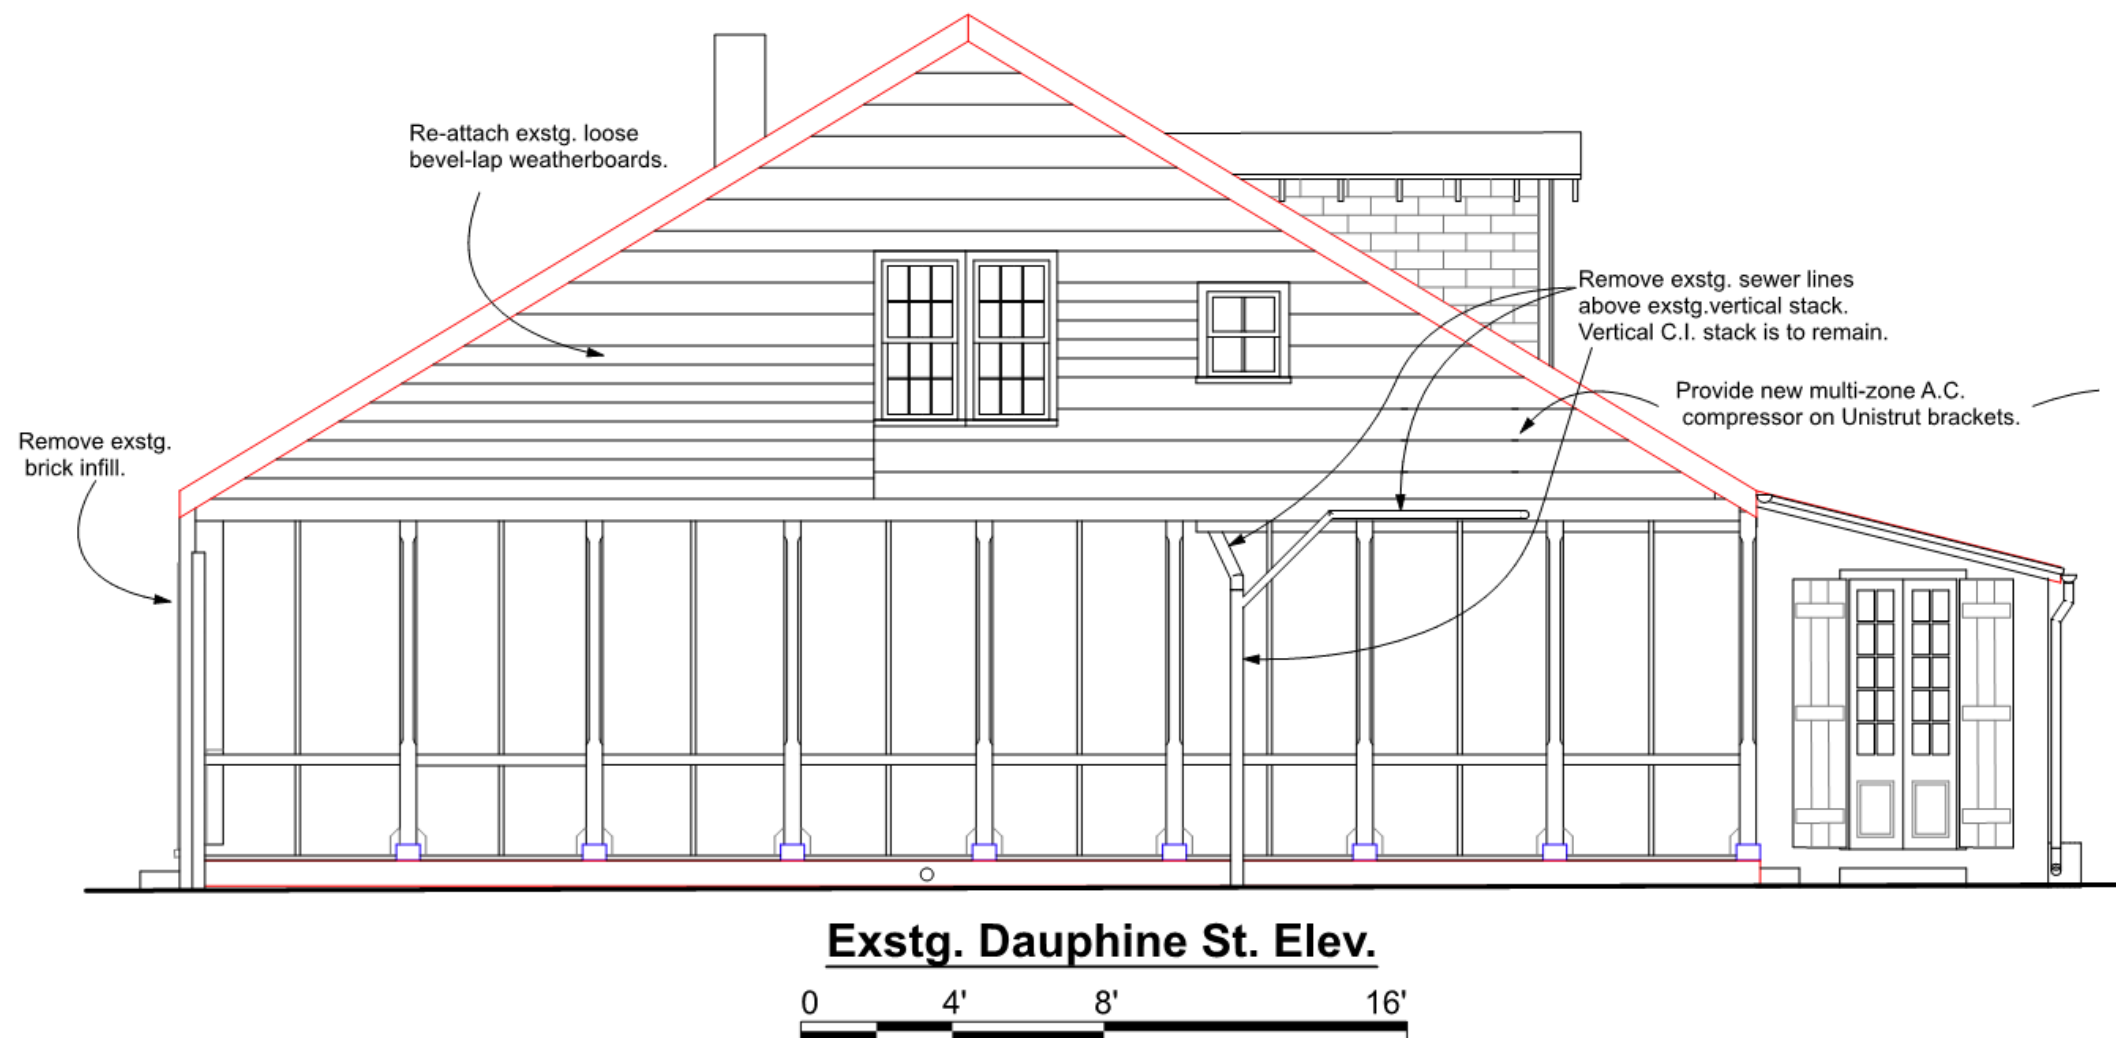 Re-attach exstg. loose
bevel-lap weatherboards.
Remove exstg. sewer lines
above exstg.vertical stack.
Vertical C.I. stack is to remain.
Provide new multi-zone A.C.
compressor on Unistrut brackets.
Remove exstg.
brick infill.
Exstg. Dauphine St. Elev.
0 4' 8' 16'